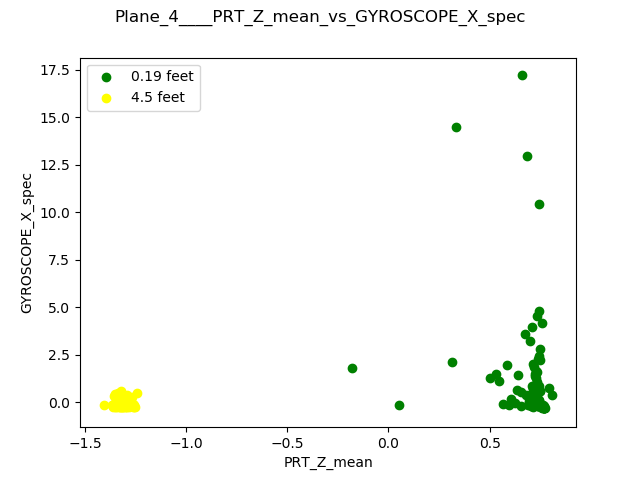 Plane_4____PRT_Z_mean_vs_GYROSCOPE_X_spec
0.19 feet
4.5 feet
GYROSCOPE_X_spec
17.5
15.0
12.5
10.0
7.5
5.0
2.5
0.0
−1.5
−1.0
−0.5
0.0
0.5
PRT_Z_mean